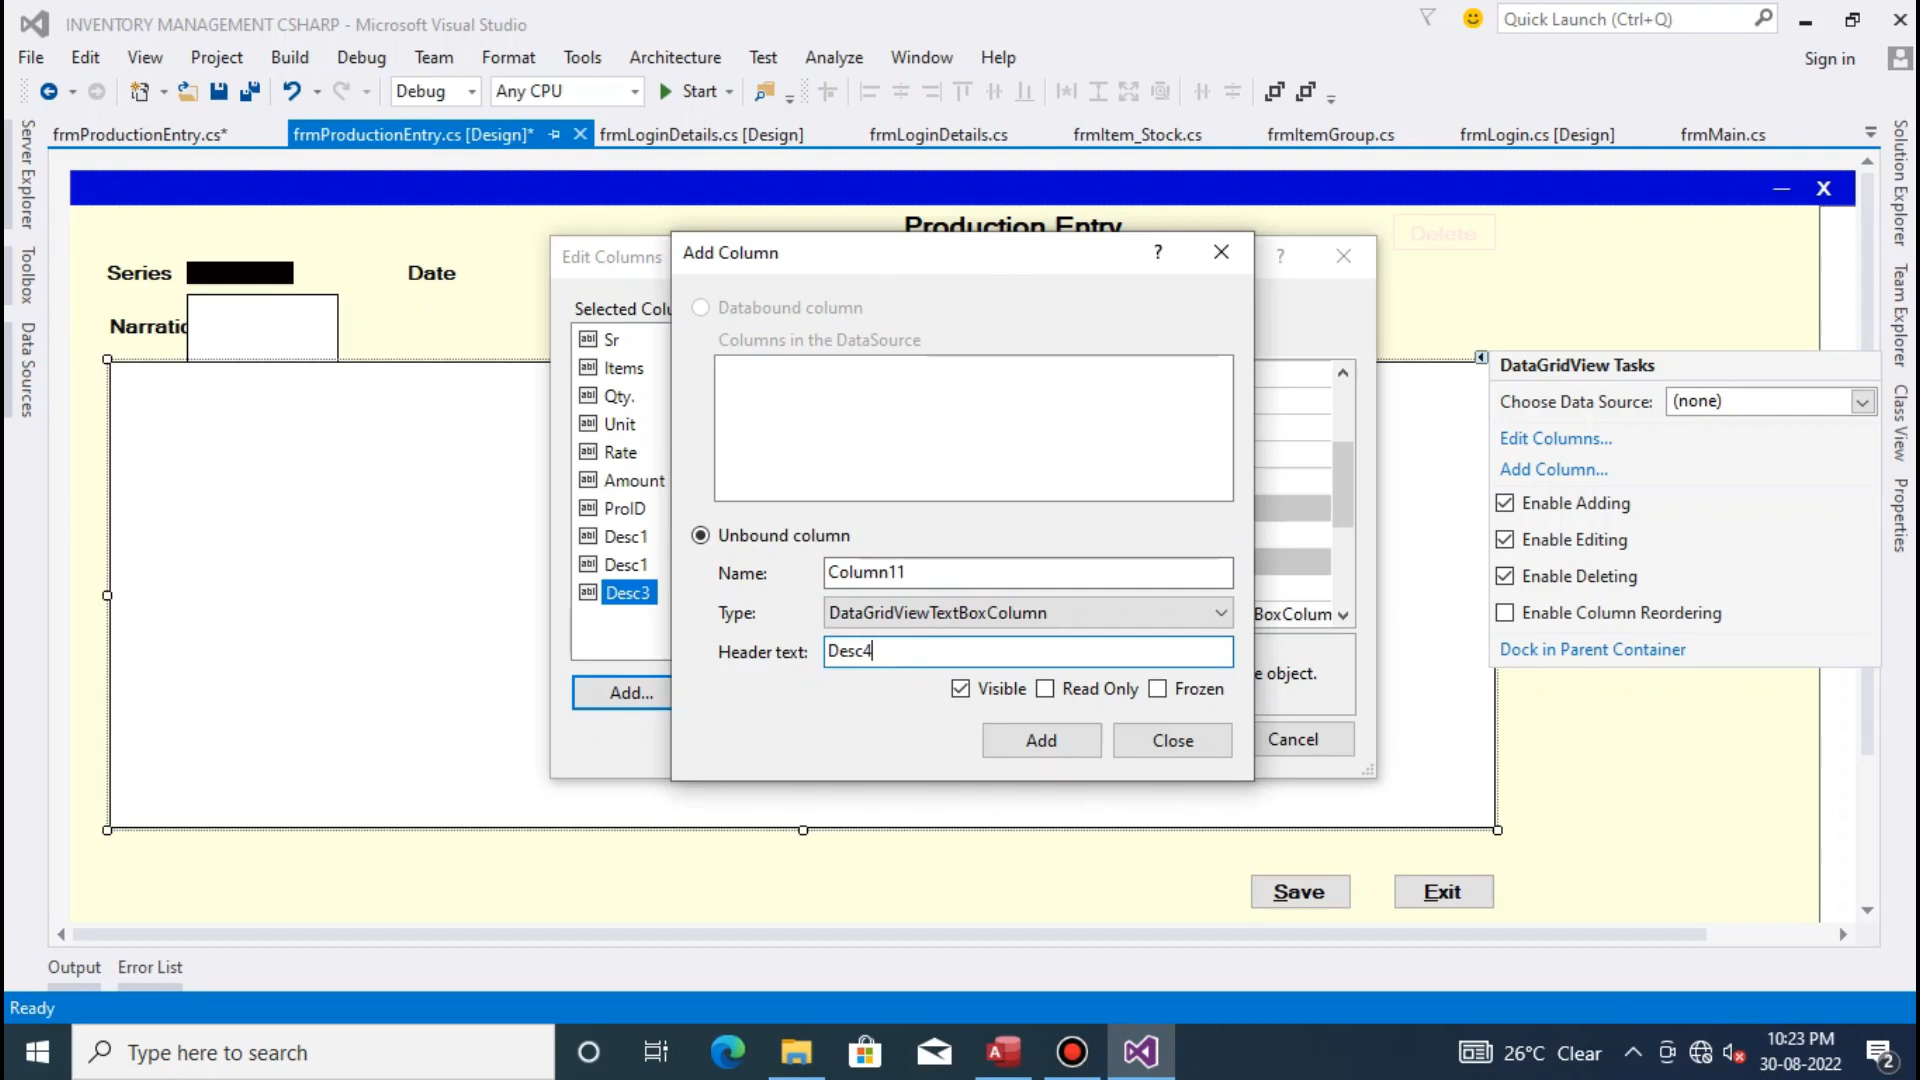 INVENTORY MANAGEMENT CSHARP - Microsoft Visual Studio
Quick Launch (Ctrl+Q)
File Edit View Project Build Debug Team Format Tools Architecture Test Analyze Window Help
Sign in
Debug Any CPU Start
frmProductionEntry.cs* frmProductionEntry.cs [Design]* frmLoginDetails.cs [Design] frmLoginDetails.cs frmItem_Stock.cs frmItemGroup.cs frmLogin.cs [Design] frmMain.cs
Server Explorer
Toolbox
Data Sources
Solution Explorer
Team Explorer
Class View
Properties
X
Production Entry
Delete
Series
Date
Narratio
Edit Columns
Selected Colu
Sr
Items
Qty.
Unit
Rate
Amount
ProID
Desc1
Desc1
Desc3
Add...
BoxColum
e object.
Cancel
Add Column
?
?
Databound column
Columns in the DataSource
Unbound column
Name: Column11
Type: DataGridViewTextBoxColumn
Header text: Desc4
Visible Read Only Frozen
Add Close
DataGridView Tasks
Choose Data Source: (none)
Edit Columns...
Add Column...
Enable Adding
Enable Editing
Enable Deleting
Enable Column Reordering
Dock in Parent Container
Save Exit
Output Error List
Ready
Type here to search
26°C Clear
10:23 PM
30-08-2022
2